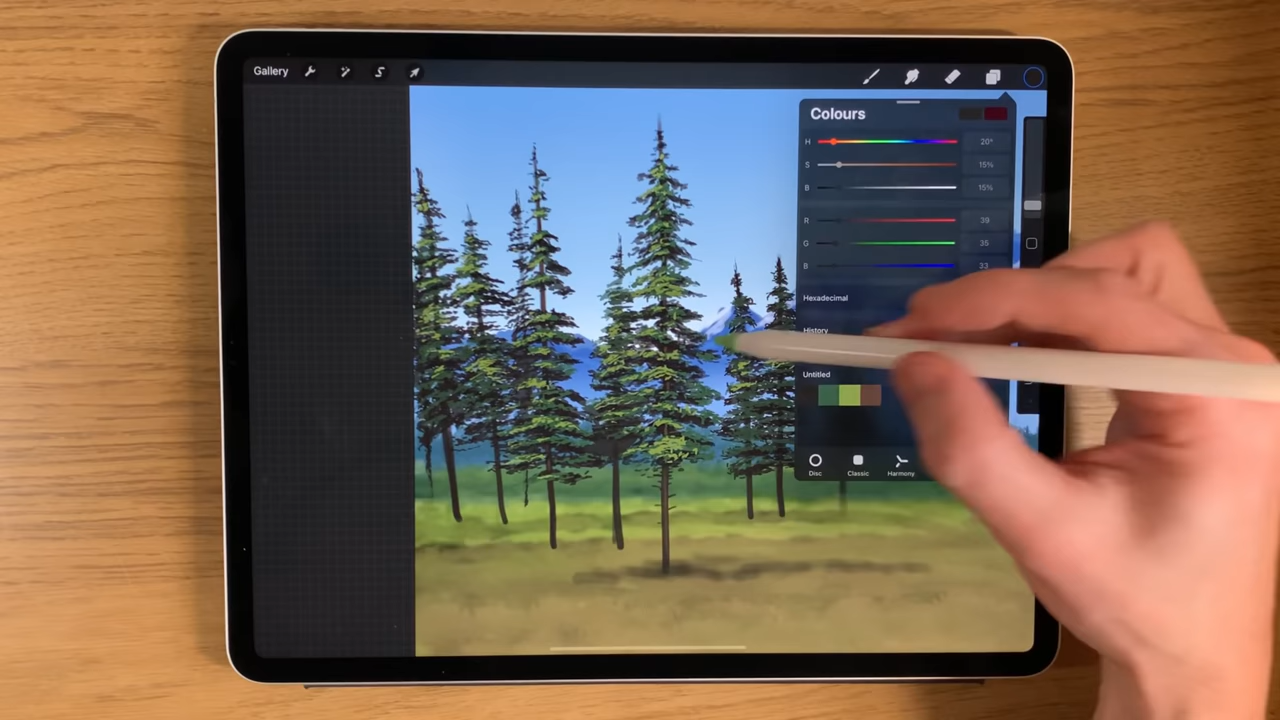 Gallery
Colours
H 20°
S 15%
B 15%
R 39
G 35
B 33
Hexadecimal
History
Untitled
Disc Classic Harmony